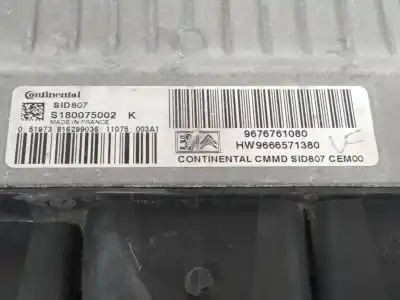 Continental
SID807
S180075002 K
MADE IN FRANCE
0 51973 816299036 11075 003A1
9676761080
HW9666571380
CONTINENTAL CMMD SID807 CEM00